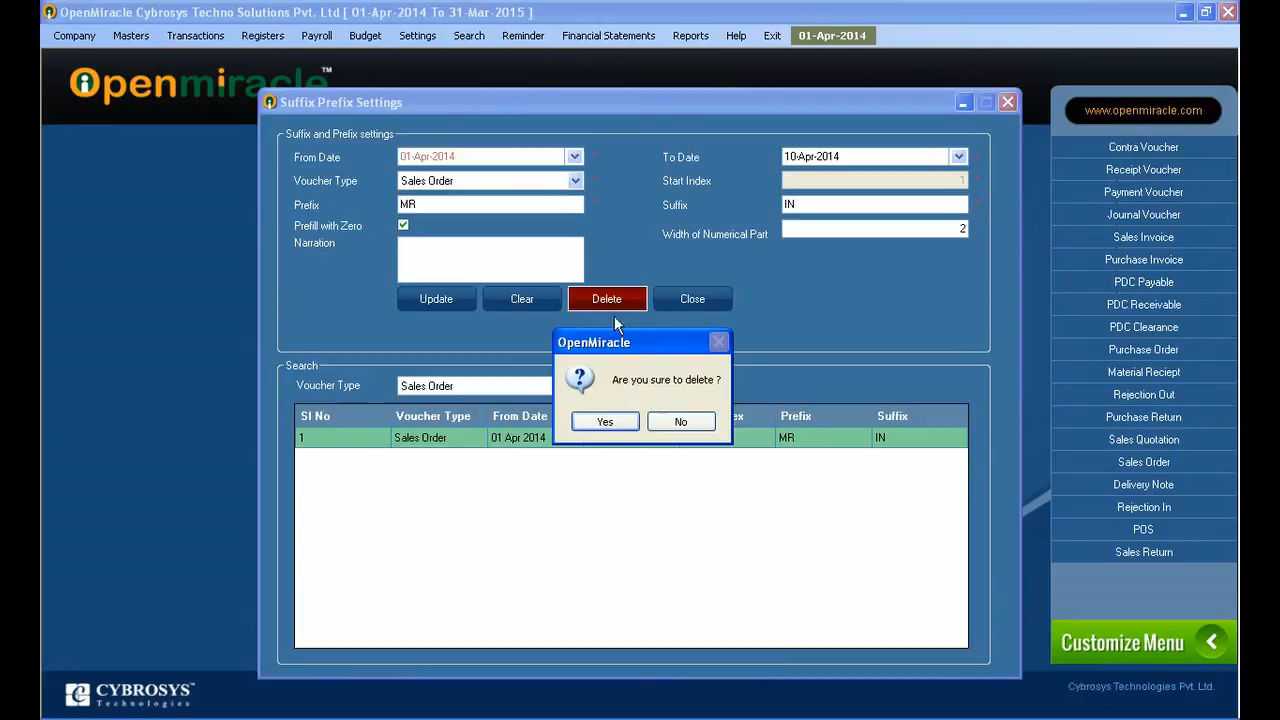 OpenMiracle Cybrosys Techno Solutions Pvt. Ltd [ 01-Apr-2014 To 31-Mar-2015 ]
Company Masters Transactions Registers Payroll Budget Settings Search Reminder Financial Statements Reports Help Exit 01-Apr-2014
Openmiracle™
www.openmiracle.com
Suffix Prefix Settings
Suffix and Prefix settings
From Date 01-Apr-2014 * To Date 10-Apr-2014 *
Voucher Type Sales Order * Start Index 1 *
Prefix MR * Suffix IN *
Prefill with Zero
Width of Numerical Part 2
Narration
Update Clear Delete Close
OpenMiracle
Are you sure to delete ?
Yes No
Search
Voucher Type Sales Order
Sl No Voucher Type From Date ex Prefix Suffix
1 Sales Order 01 Apr 2014 MR IN
Contra Voucher
Receipt Voucher
Payment Voucher
Journal Voucher
Sales Invoice
Purchase Invoice
PDC Payable
PDC Receivable
PDC Clearance
Purchase Order
Material Reciept
Rejection Out
Purchase Return
Sales Quotation
Sales Order
Delivery Note
Rejection In
POS
Sales Return
Customize Menu
CYBROSYS™
Technologies
Cybrosys Technologies Pvt. Ltd.